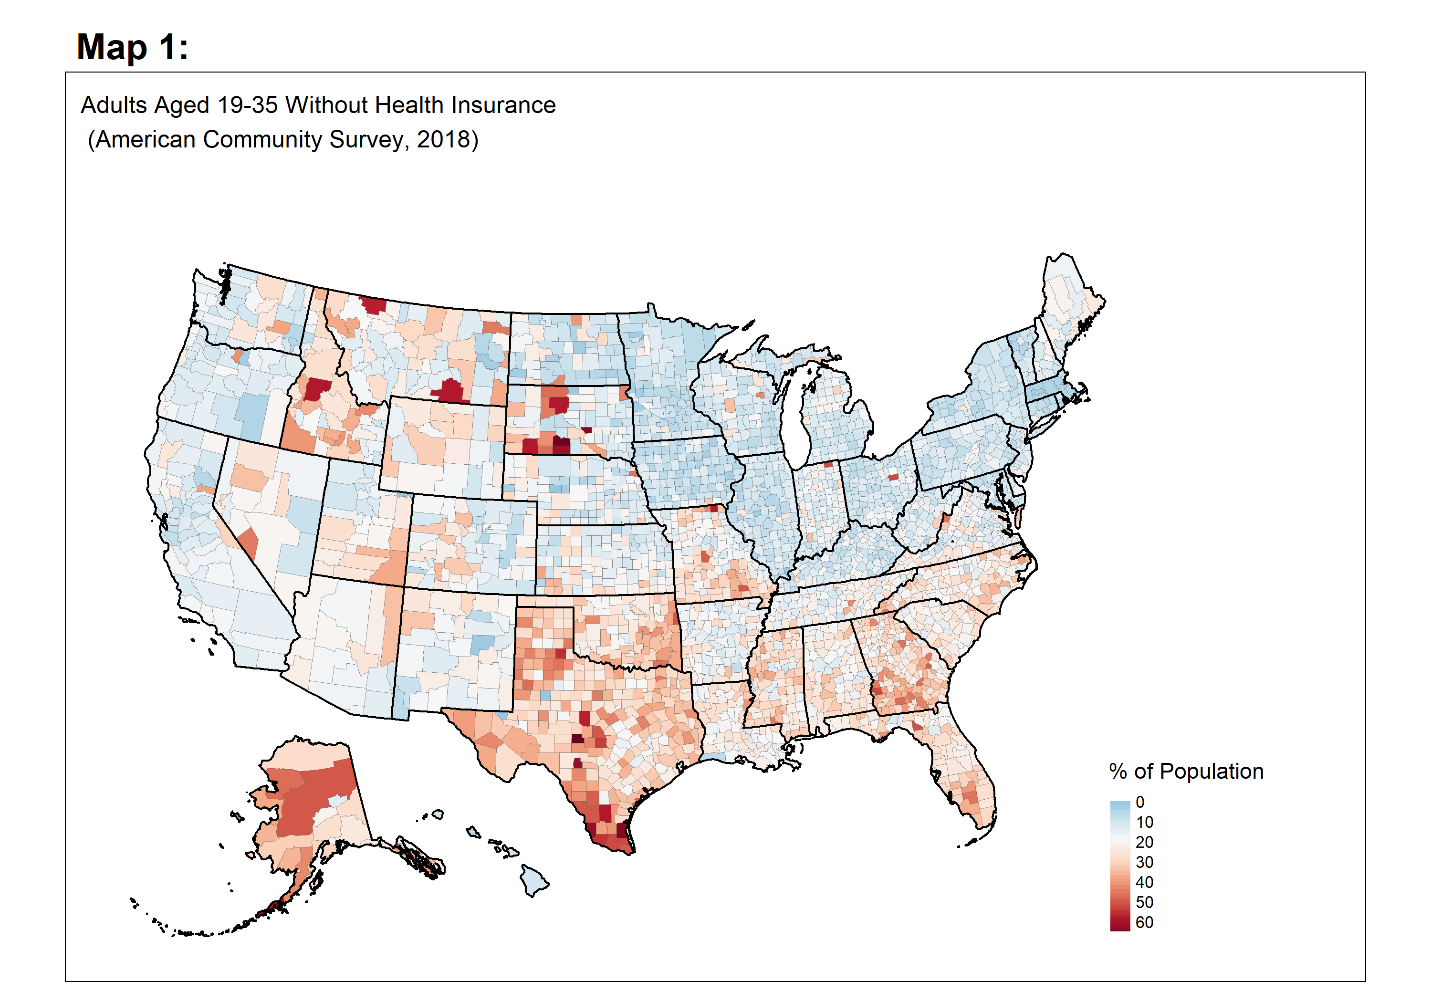 Map 1:
Adults Aged 19-35 Without Health Insurance
(American Community Survey, 2018)
% of Population
0
10
20
30
40
50
60